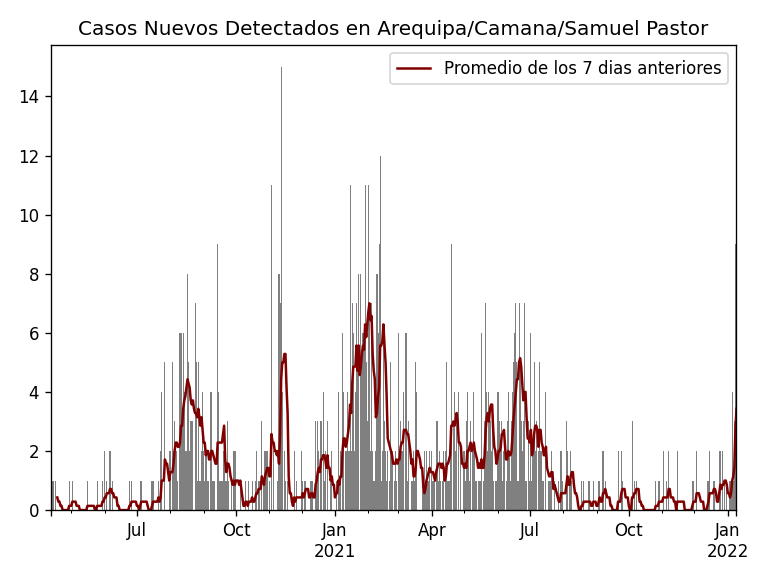 Casos Nuevos Detectados en Arequipa/Camana/Samuel Pastor
Promedio de los 7 dias anteriores
14
12
10
8
6
4
2
0
Jul
Oct
Jan
2021
Apr
Jul
Oct
Jan
2022